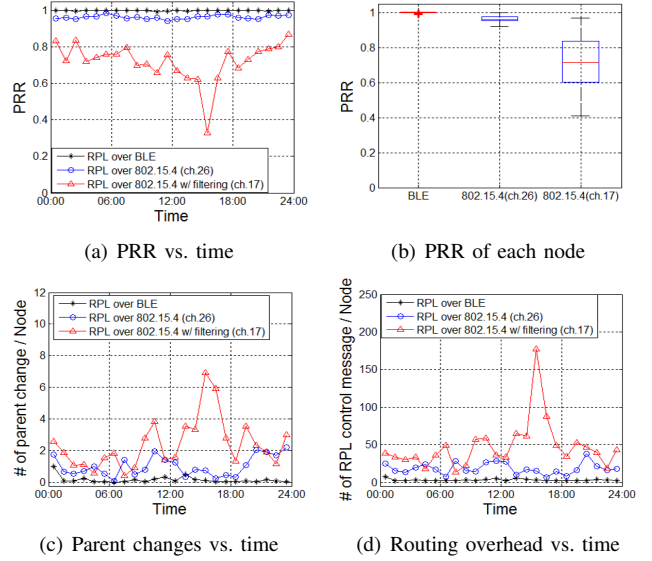 1
0.8
0.6
0.4
0.2
0
PRR
RPL over BLE
RPL over 802.15.4 (ch.26)
RPL over 802.15.4 w/ filtering (ch.17)
00:00 06:00 12:00 18:00 24:00
Time
(a) PRR vs. time
1
0.8
0.6
0.4
0.2
0
PRR
BLE 802.15.4(ch.26) 802.15.4(ch.17)
(b) PRR of each node
12
10
8
6
4
2
0
# of parent change / Node
RPL over BLE
RPL over 802.15.4 (ch.26)
RPL over 802.15.4 w/ filtering (ch.17)
00:00 06:00 12:00 18:00 24:00
Time
(c) Parent changes vs. time
250
200
150
100
50
0
# of RPL control message / Node
RPL over BLE
RPL over 802.15.4 (ch.26)
RPL over 802.15.4 w/ filtering (ch.17)
00:00 06:00 12:00 18:00 24:00
Time
(d) Routing overhead vs. time